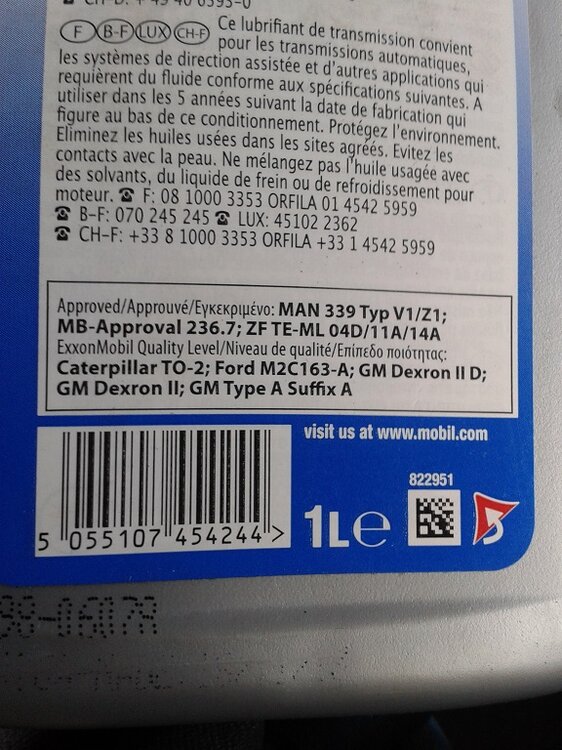 CH-D: + 49 40 6393-0
F B-F LUX CH-F Ce lubrifiant de transmission convient
pour les transmissions automatiques,
les systèmes de direction assistée et d'autres applications qui
requièrent du fluide conforme aux spécifications suivantes. A
utiliser dans les 5 années suivant la date de fabrication qui
figure au bas de ce conditionnement. Protégez l'environnement.
Eliminez les huiles usées dans les sites agréés. Evitez les
contacts avec la peau. Ne mélangez pas l'huile usagée avec
des solvants, du liquide de frein ou de refroidissement pour
moteur. ☎ F: 08 1000 3353 ORFILA 01 4542 5959
☎ B-F: 070 245 245 ☎ LUX: 45102 2362
☎ CH-F: +33 8 1000 3353 ORFILA +33 1 4542 5959
Approved/Approuvé/Εγκεκριμένο: MAN 339 Typ V1/Z1;
MB-Approval 236.7; ZF TE-ML 04D/11A/14A
ExxonMobil Quality Level/Niveau de qualité/Επίπεδο ποιότητας:
Caterpillar TO-2; Ford M2C163-A; GM Dexron II D;
GM Dexron II; GM Type A Suffix A
visit us at www.mobil.com
822951
5 055107 454244 >
1L e
5